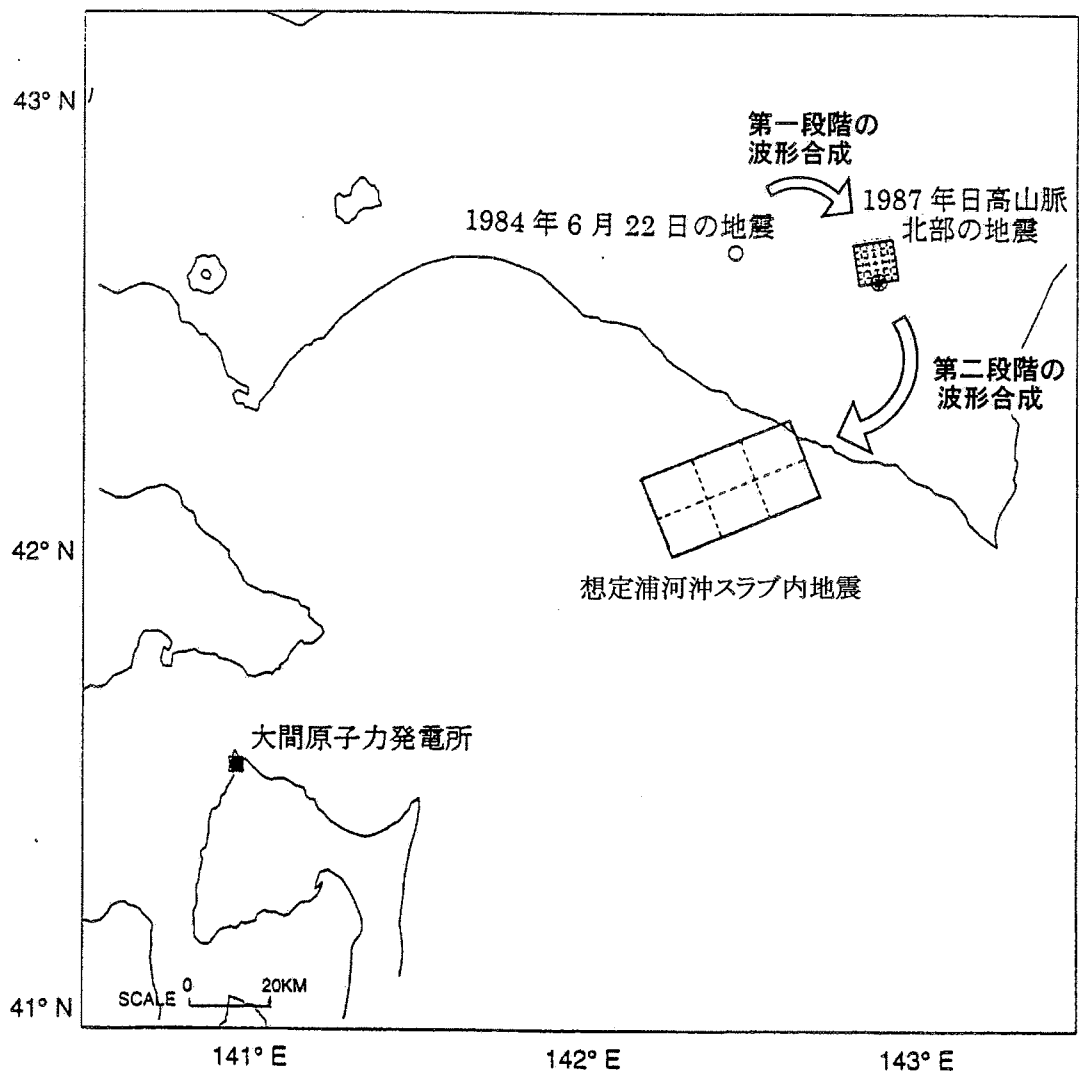 43° N
第一段階の
波形合成
1984 年 6 月 22 日の地震
1987 年日高山脈
北部の地震
第二段階の
波形合成
42° N
想定浦河沖スラブ内地震
大間原子力発電所
0 20KM
SCALE
41° N
141° E
142° E
143° E